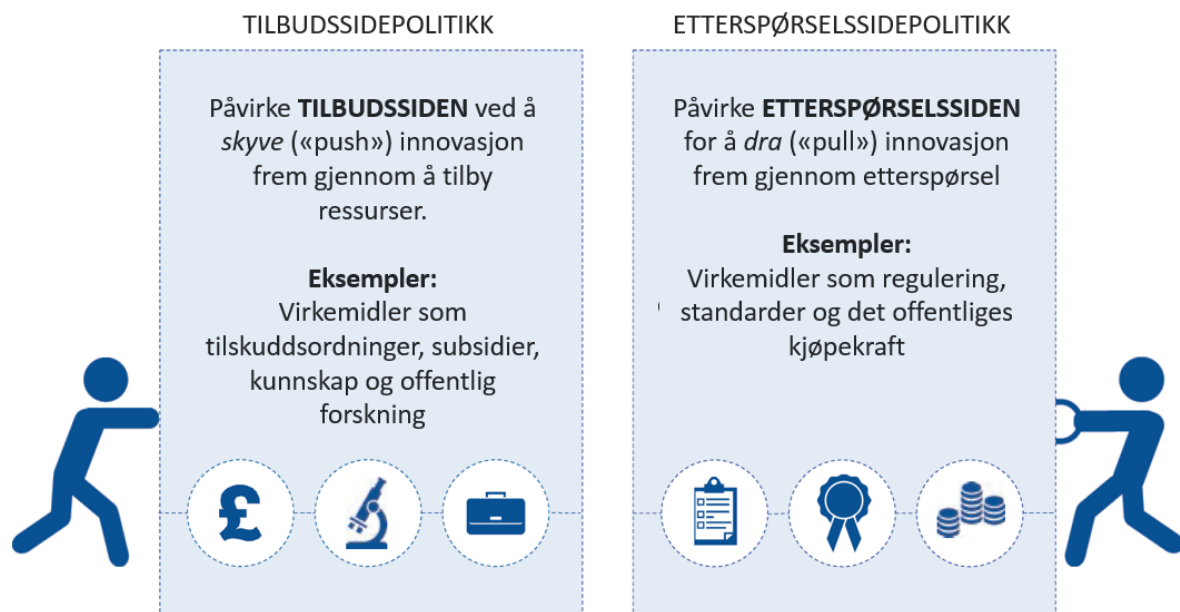 TILBUDSSIDEPOLITIKK
Påvirke TILBUDSSIDEN ved å
skyve («push») innovasjon
frem gjennom å tilby
ressurser.
Eksempler:
Virkemidler som
tilskuddsordninger, subsidier,
kunnskap og offentlig
forskning
£
ETTERSPØRSELSSIDEPOLITIKK
Påvirke ETTERSPØRSELSSIDEN
for å dra («pull») innovasjon
frem gjennom etterspørsel
Eksempler:
Virkemidler som regulering,
standarder og det offentliges
kjøpekraft